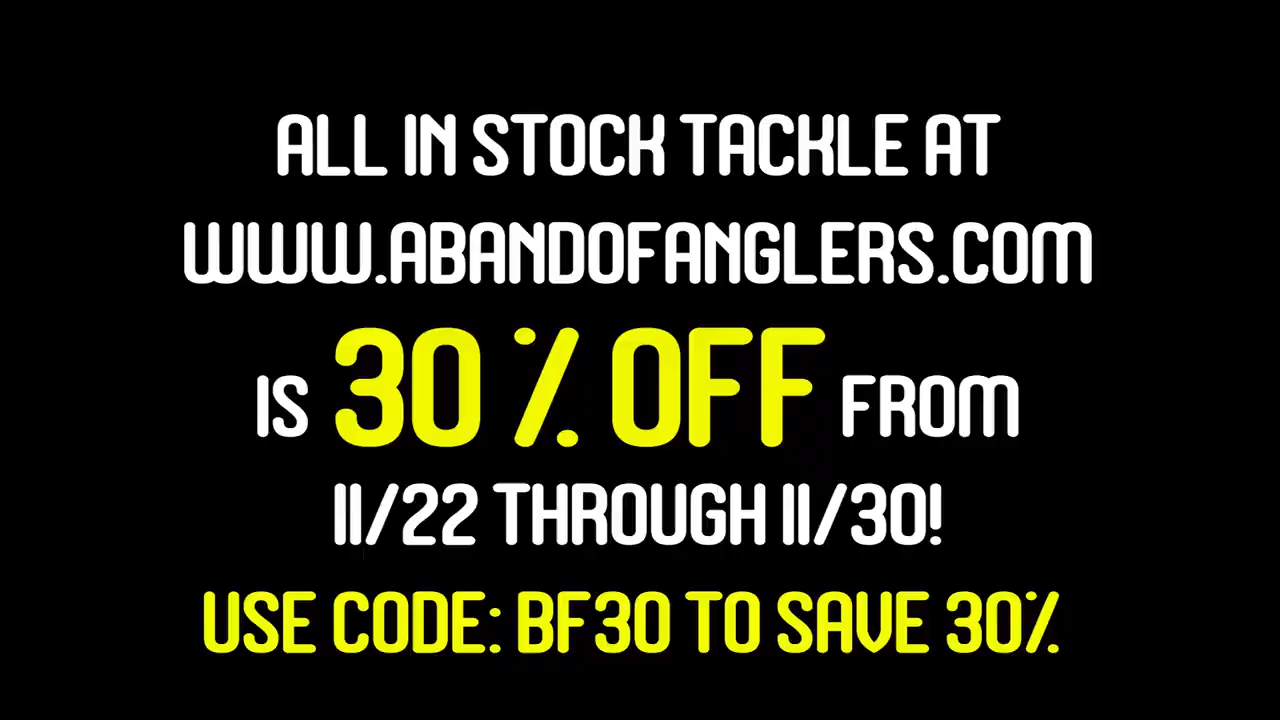 ALL IN STOCK TACKLE AT
WWW.ABANDOFANGLERS.COM
IS 30% OFF FROM
11/22 THROUGH 11/30!
USE CODE: BF30 TO SAVE 30%